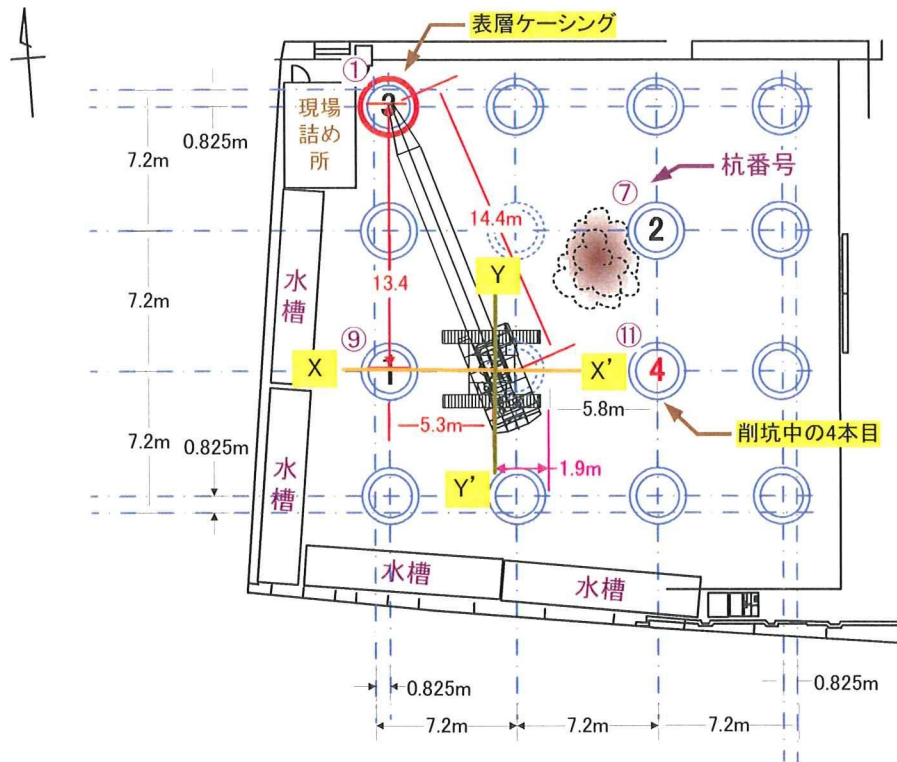 表層ケーシング
①
3
現場
詰め
所
0.825m
7.2m
杭番号
⑦
2
14.4m
水槽
7.2m
13.4
Y
⑨
⑪
X
1
X'
4
5.8m
5.3m
削坑中の4本目
7.2m
0.825m
水槽
Y'
1.9m
水槽
水槽
0.825m
0.825m
7.2m
7.2m
7.2m